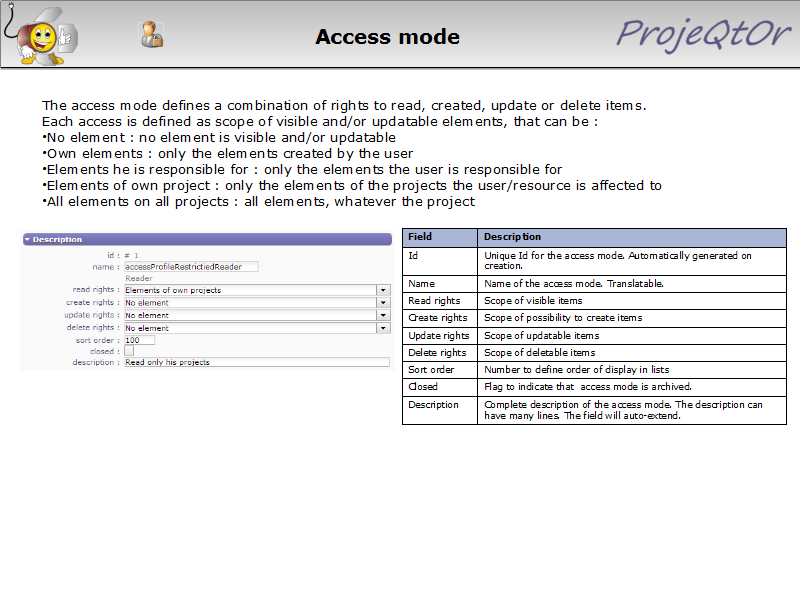 Access mode
ProjeQtOr
The access mode defines a combination of rights to read, created, update or delete items.
Each access is defined as scope of visible and/or updatable elements, that can be :
•No element : no element is visible and/or updatable
•Own elements : only the elements created by the user
•Elements he is responsible for : only the elements the user is responsible for
•Elements of own project : only the elements of the projects the user/resource is affected to
•All elements on all projects : all elements, whatever the project
Description
id : # 1
name : accessProfileRestrictiedReader
Reader
read rights : Elements of own projects
create rights : No element
update rights : No element
delete rights : No element
sort order : 100
closed :
description : Read only his projects
Field Description
Id Unique Id for the access mode. Automatically generated on
creation.
Name Name of the access mode. Translatable.
Read rights Scope of visible items
Create rights Scope of possibility to create items
Update rights Scope of updatable items
Delete rights Scope of deletable items
Sort order Number to define order of display in lists
Closed Flag to indicate that access mode is archived.
Description Complete description of the access mode. The description can
have many lines. The field will auto-extend.